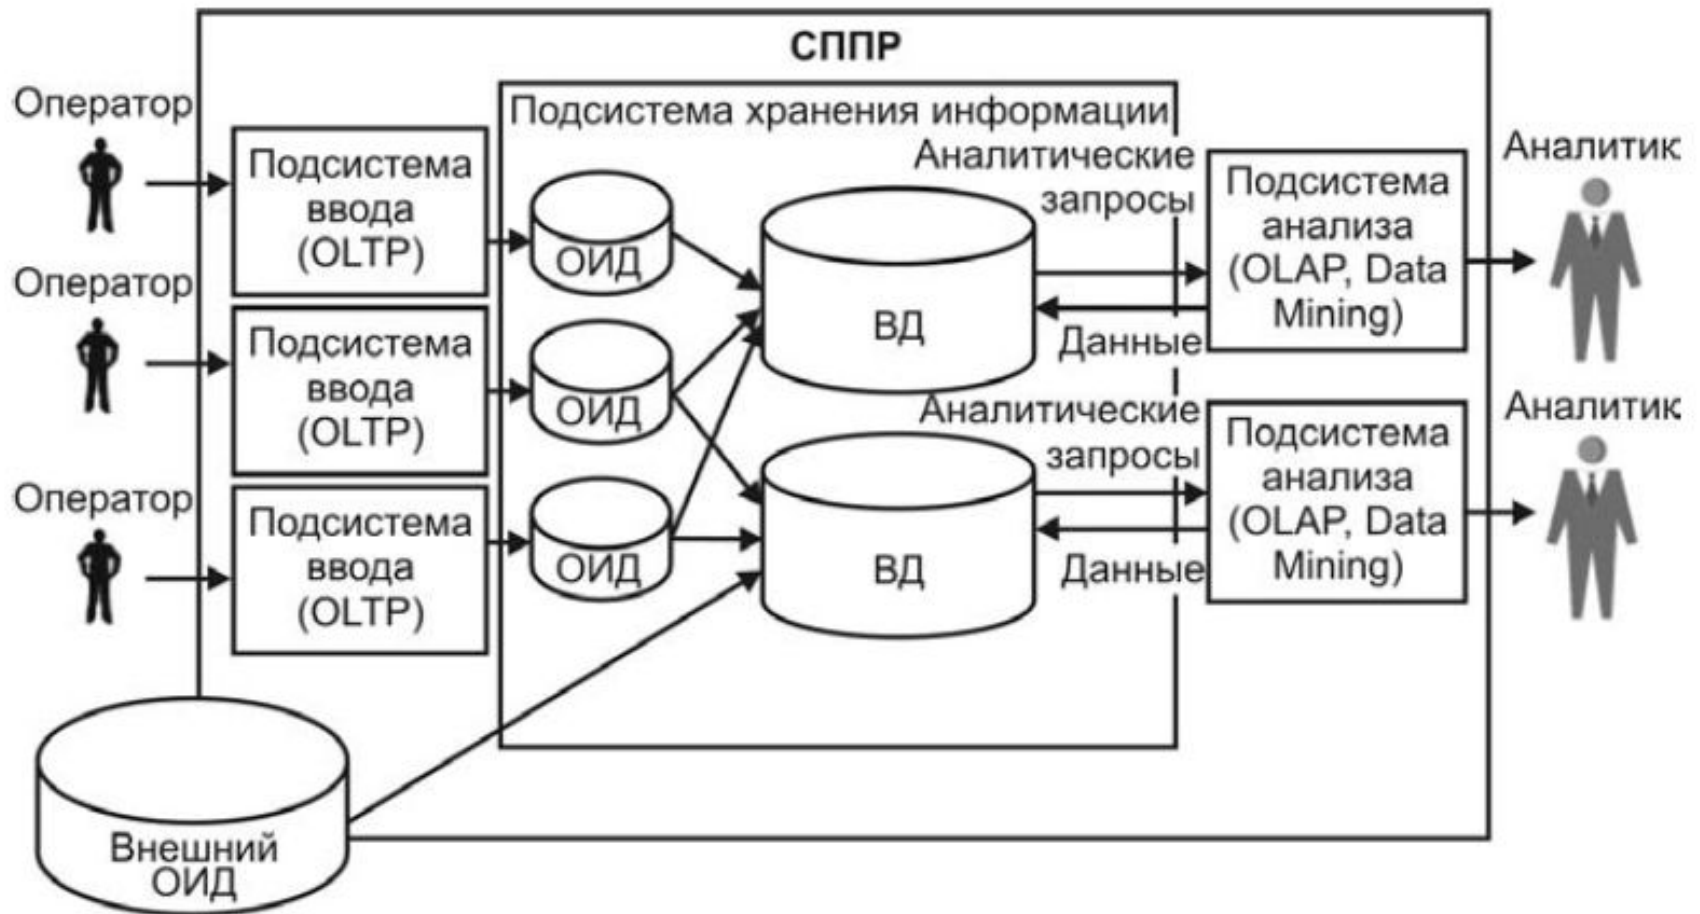 СППР
Оператор
Подсистема
ввода
(OLTP)
Оператор
Подсистема
ввода
(OLTP)
Оператор
Подсистема
ввода
(OLTP)
Внешний
ОИД
Подсистема хранения информации
ОИД
ОИД
ОИД
ВД
ВД
Аналитические
запросы
Данные
Аналитические
запросы
Данные
Подсистема
анализа
(OLAP, Data
Mining)
Подсистема
анализа
(OLAP, Data
Mining)
Аналитик
Аналитик